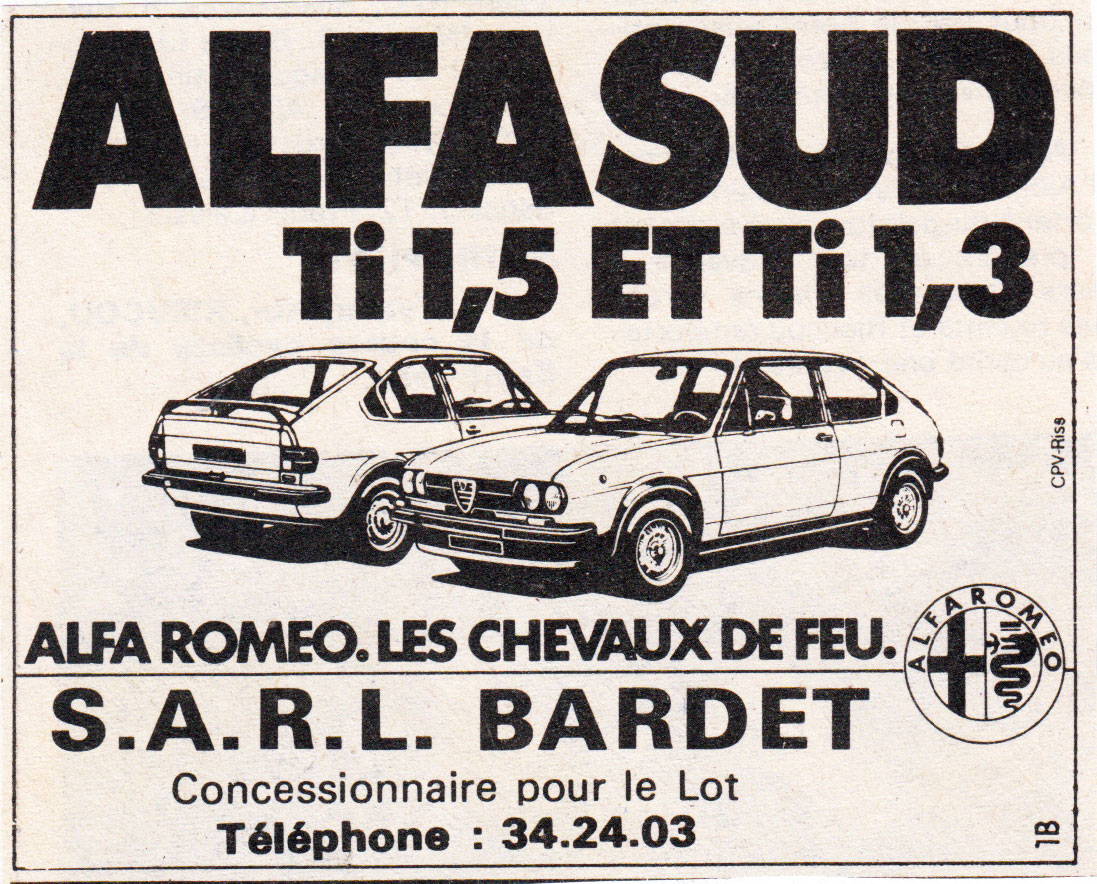 ALFASUD
Ti 1,5 ET Ti 1,3
CPV-Riss
ALFA ROMEO. LES CHEVAUX DE FEU.
ALFA ROMEO
S.A.R.L. BARDET
Concessionnaire pour le Lot
Téléphone : 34.24.03
1B